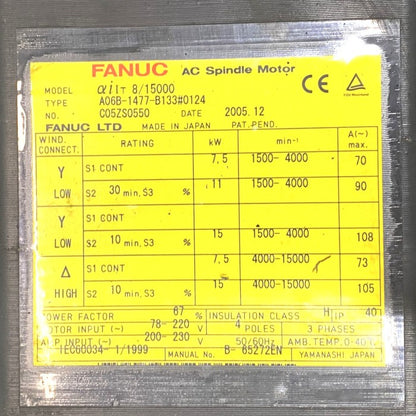 FANUC AC Spindle Motor
MODEL αiIT 8/15000
TYPE A06B-1477-B133#0124
NO. C05ZS0550 DATE 2005.12
FANUC LTD MADE IN JAPAN PAT.PEND.
CE
WIND. CONNECT. RATING kW min-¹ A(~) max.
Y LOW S1 CONT 7,5 1500- 4000 70
S2 30 min, S3 % 11 1500- 4000 90
Y LOW S1 CONT
S2 10 min, S3 % 15 1500-4000 108
Δ HIGH S1 CONT 7,5 4000-15000 73
S2 10 min, S3 % 15 4000-15000 105
POWER FACTOR 67 % INSULATION CLASS H IP 40
MOTOR INPUT (~) 78- 220 V 4 POLES 3 PHASES
AMP INPUT (~) 200- 230 V 50/60Hz AMB.TEMP.0-40°C
IEC60034- 1/1999 MANUAL No. B- 65272EN YAMANASHI JAPAN